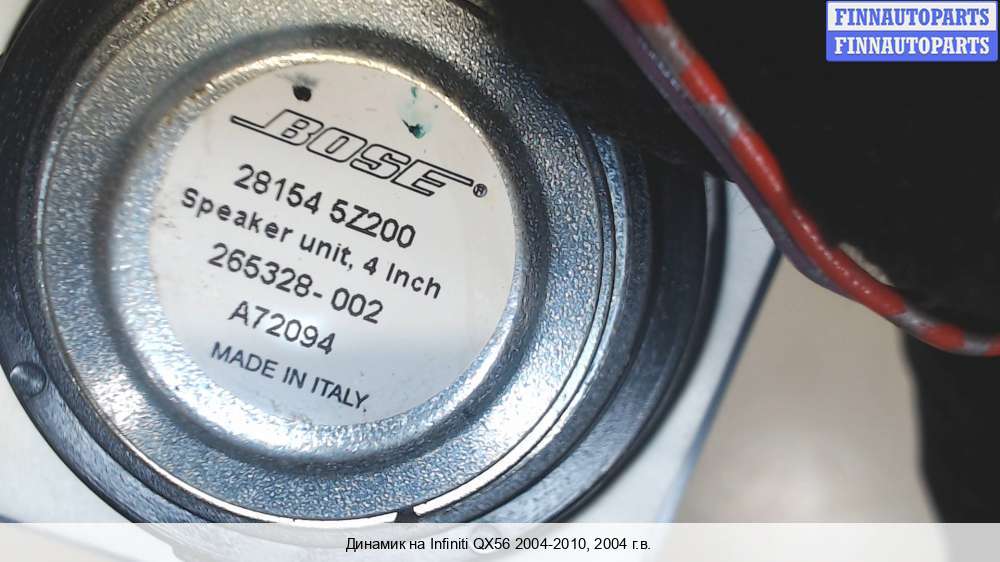 FINNAUTOPARTS
FINNAUTOPARTS
BOSE®
28154 5Z200
Speaker unit, 4 Inch
265328-002
A72094
MADE IN ITALY.
Динамик на Infiniti QX56 2004-2010, 2004 г.в.